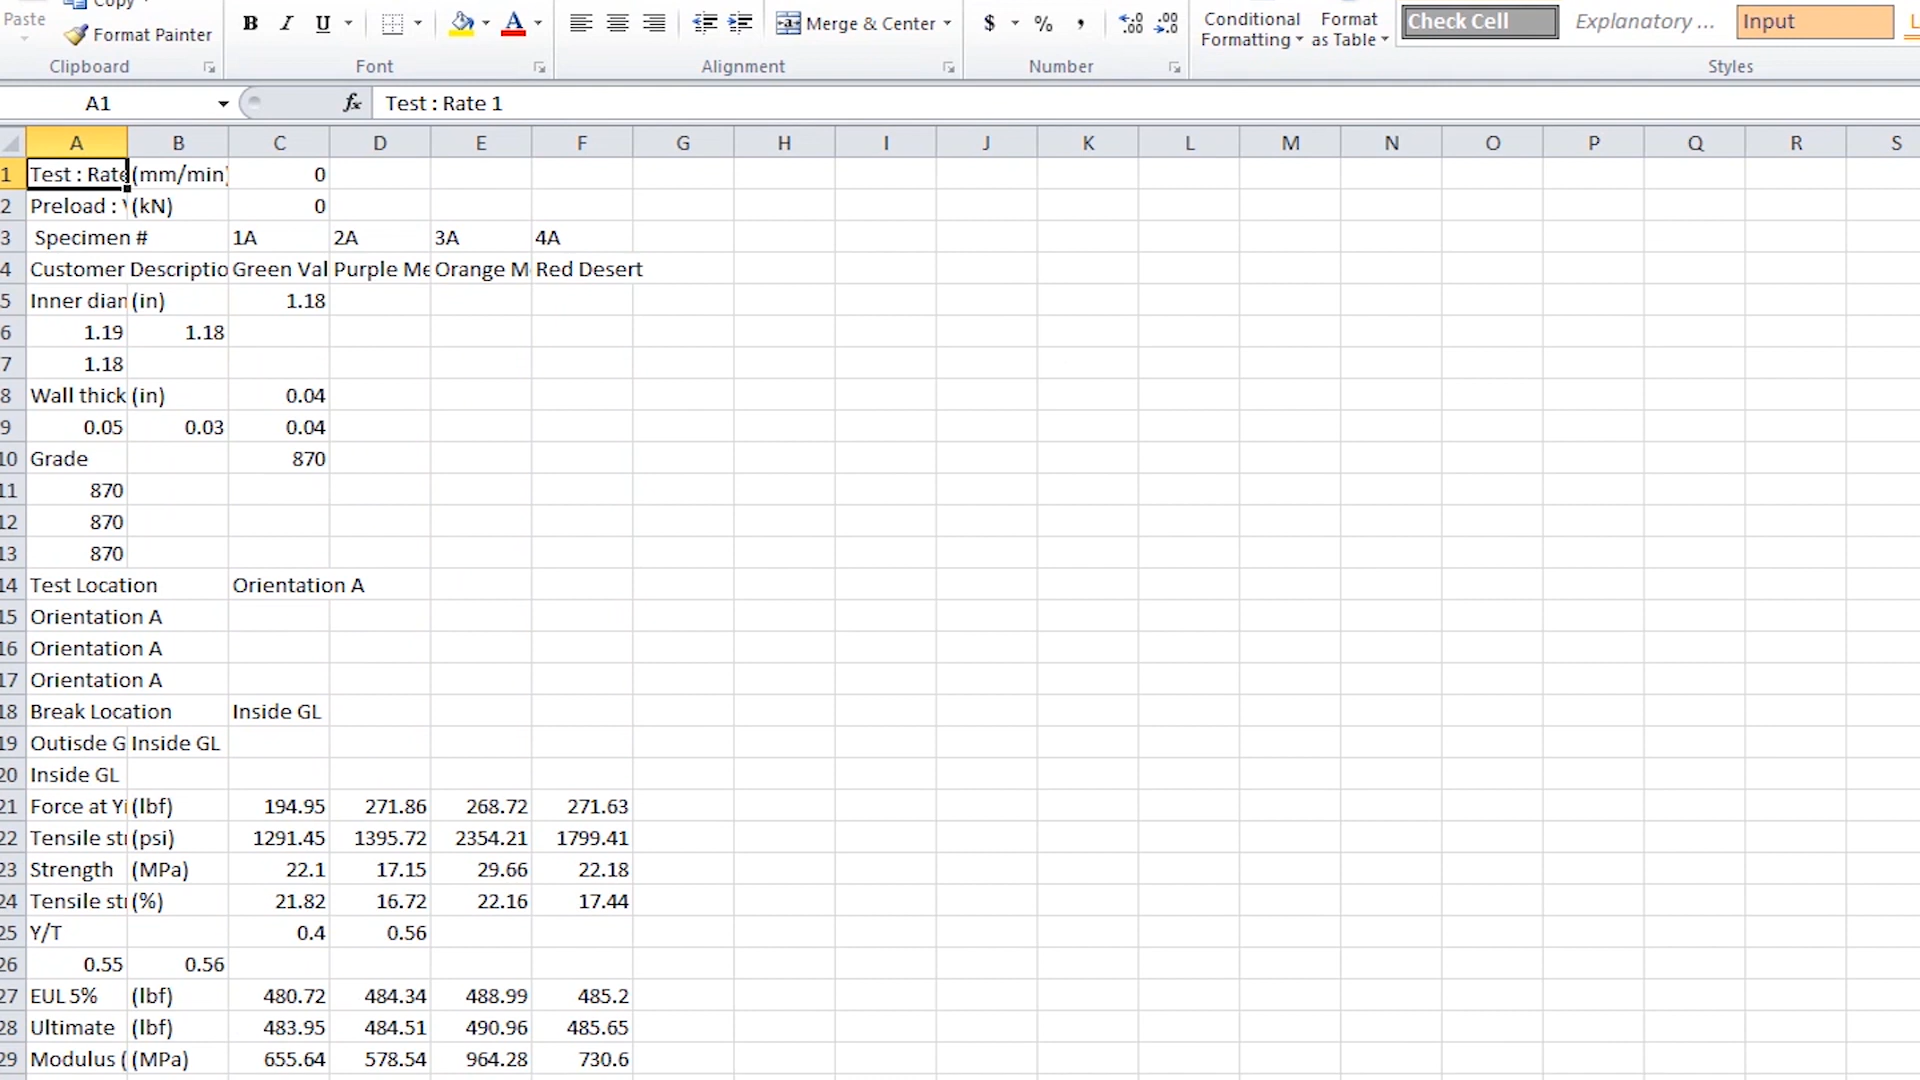 Paste Copy
Format Painter
B I U A Merge & Center $ % , Conditional Formatting Format as Table Check Cell Explanatory ... Input
Clipboard Font Alignment Number Styles
A1 fx Test : Rate 1
A B C D E F G H I J K L M N O P Q R S
1 Test : Rate (mm/min) 0
2 Preload : (kN) 0
3 Specimen # 1A 2A 3A 4A
4 Customer Descriptio Green Val Purple Me Orange M Red Desert
5 Inner dian (in) 1.18
6 1.19 1.18
7 1.18
8 Wall thick (in) 0.04
9 0.05 0.03 0.04
10 Grade 870
11 870
12 870
13 870
14 Test Location Orientation A
15 Orientation A
16 Orientation A
17 Orientation A
18 Break Location Inside GL
19 Outisde G Inside GL
20 Inside GL
21 Force at Yi (lbf) 194.95 271.86 268.72 271.63
22 Tensile str (psi) 1291.45 1395.72 2354.21 1799.41
23 Strength (MPa) 22.1 17.15 29.66 22.18
24 Tensile str (%) 21.82 16.72 22.16 17.44
25 Y/T 0.4 0.56
26 0.55 0.56
27 EUL 5% (lbf) 480.72 484.34 488.99 485.2
28 Ultimate (lbf) 483.95 484.51 490.96 485.65
29 Modulus ( (MPa) 655.64 578.54 964.28 730.6